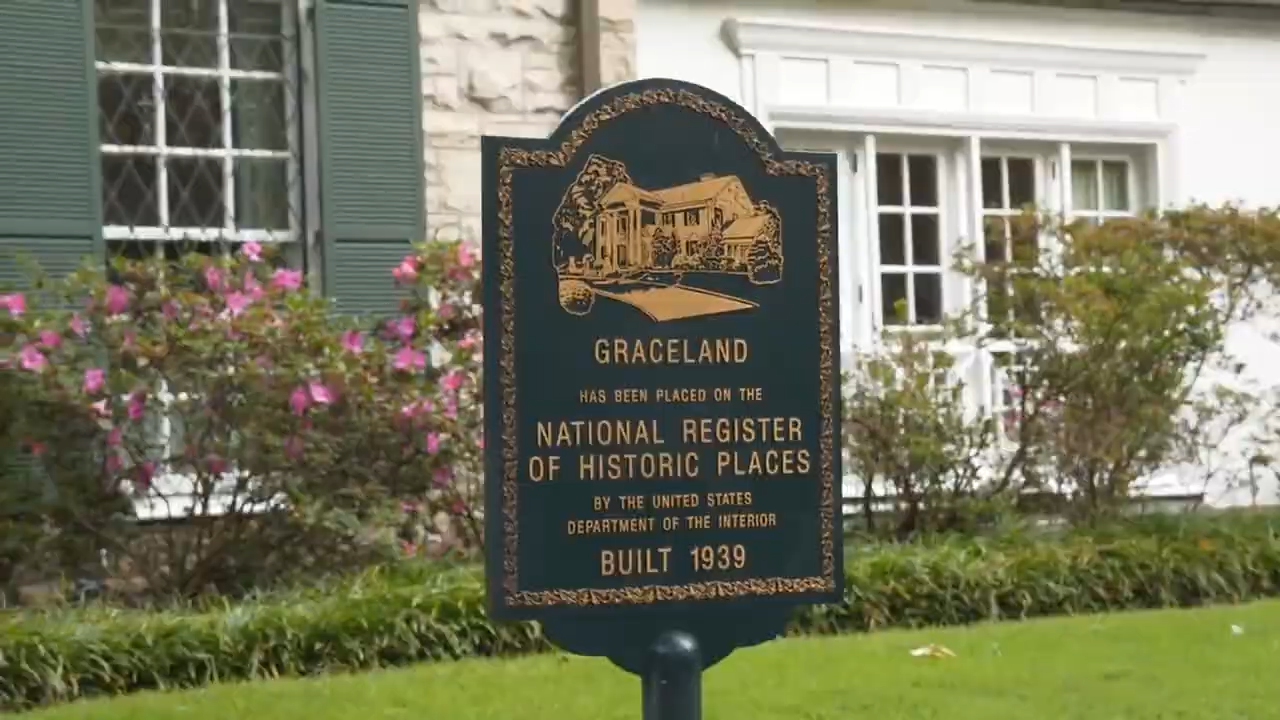 GRACELAND
HAS BEEN PLACED ON THE
NATIONAL REGISTER
OF HISTORIC PLACES
BY THE UNITED STATES
DEPARTMENT OF THE INTERIOR
BUILT 1939